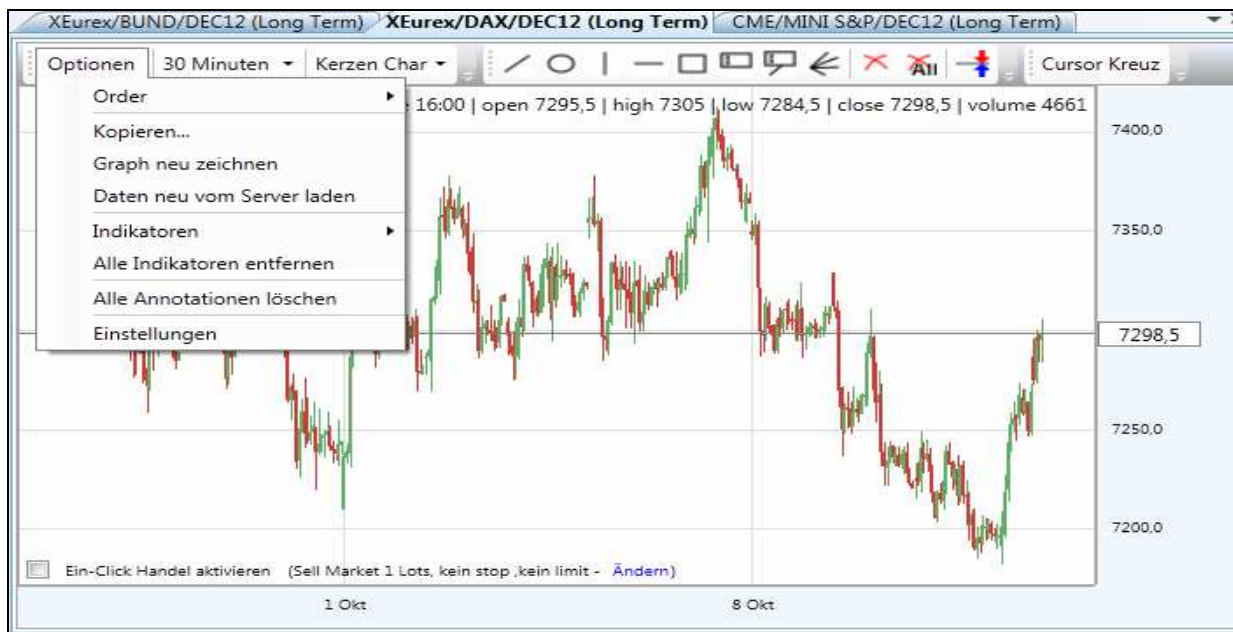 XEurex/BUND/DEC12 (Long Term) XEurex/DAX/DEC12 (Long Term) CME/MINI S&P/DEC12 (Long Term)
Optionen 30 Minuten Kerzen Char All Cursor Kreuz
Order 16:00 | open 7295,5 | high 7305 | low 7284,5 | close 7298,5 | volume 4661
Kopieren...
7400,0
Graph neu zeichnen
Daten neu vom Server laden
Indikatoren
7350,0
Alle Indikatoren entfernen
Alle Annotationen löschen
Einstellungen
7298,5
7250,0
7200,0
Ein-Click Handel aktivieren (Sell Market 1 Lots, kein stop ,kein limit - Ändern)
1 Okt 8 Okt